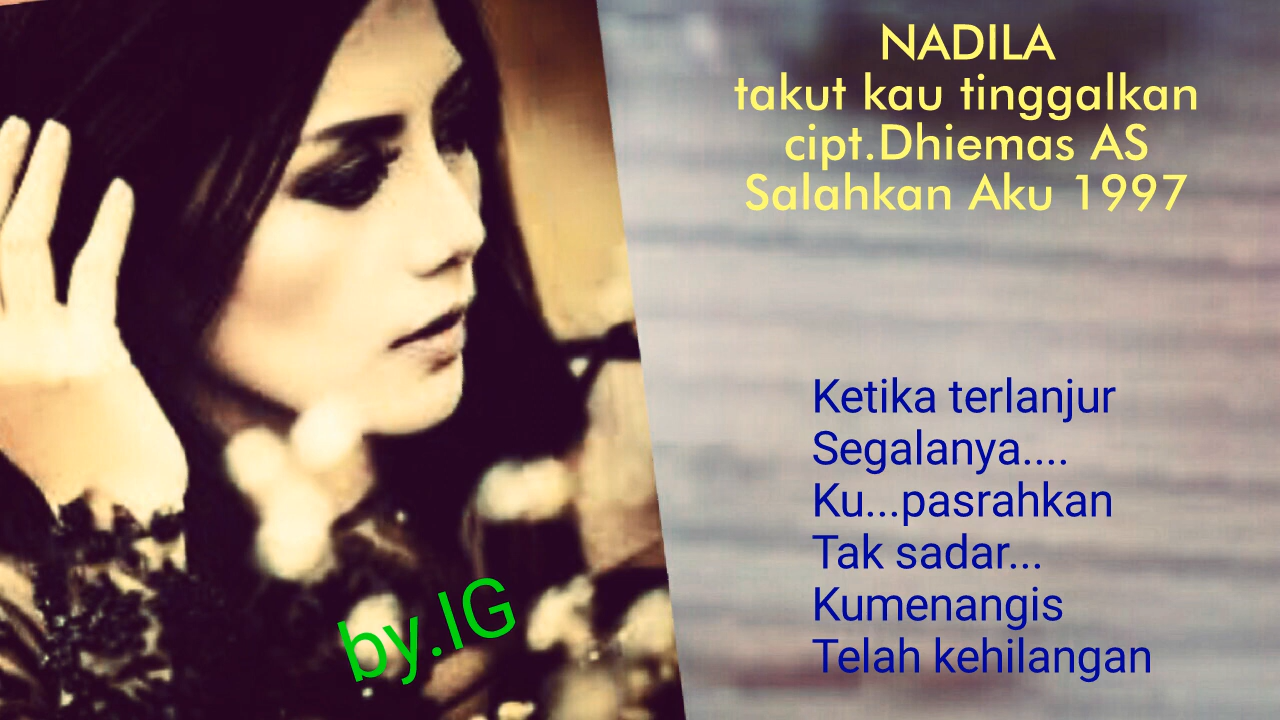 NADILA
takut kau tinggalkan
cipt.Dhiemas AS
Salahkan Aku 1997
Ketika terlanjur
Segalanya....
Ku...pasrahkan
Tak sadar...
Kumenangis
Telah kehilangan
by.IG